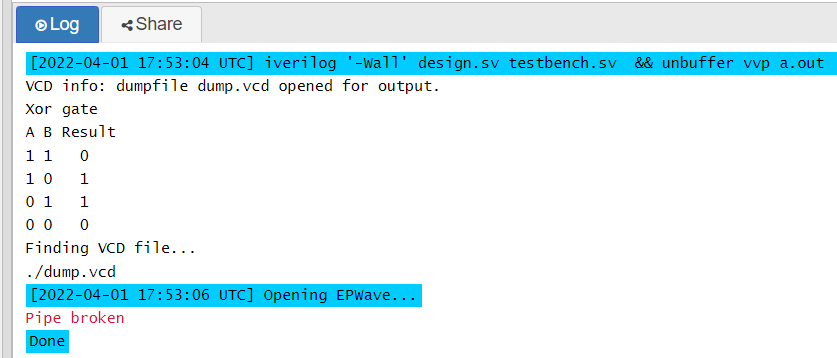 Log Share
[2022-04-01 17:53:04 UTC] iverilog '-Wall' design.sv testbench.sv && unbuffer vvp a.out
VCD info: dumpfile dump.vcd opened for output.
Xor gate
A B Result
1 1 0
1 0 1
0 1 1
0 0 0
Finding VCD file...
./dump.vcd
[2022-04-01 17:53:06 UTC] Opening EPWave...
Pipe broken
Done